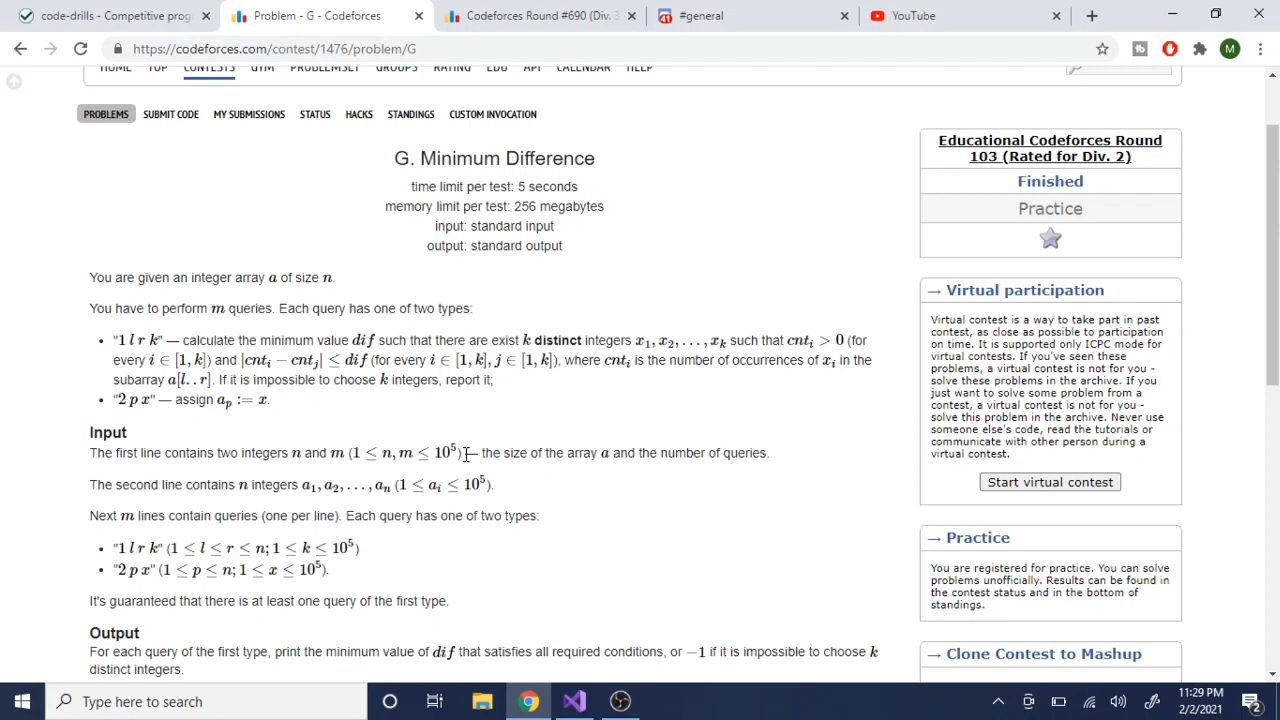 code-drills - Competitive prog
Problem - G - Codeforces
Codeforces Round #690 (Div. 3)
#general
YouTube
https://codeforces.com/contest/1476/problem/G
M
HOME TOP CONTESTS GYM PROBLEMSET GROUPS RATING EDU API CALENDAR HELP
PROBLEMS SUBMIT CODE MY SUBMISSIONS STATUS HACKS STANDINGS CUSTOM INVOCATION
G. Minimum Difference
time limit per test: 5 seconds
memory limit per test: 256 megabytes
input: standard input
output: standard output
You are given an integer array a of size n.
You have to perform m queries. Each query has one of two types:
• "1 l r k" — calculate the minimum value dif such that there are exist k distinct integers x₁, x₂, …, xₖ such that cntᵢ > 0 (for
every i ∈ [1, k]) and |cntᵢ − cntⱼ| ≤ dif (for every i ∈ [1, k], j ∈ [1, k]), where cntᵢ is the number of occurrences of xᵢ in the
subarray a[l..r]. If it is impossible to choose k integers, report it;
• "2 p x" — assign aₚ := x.
Input
The first line contains two integers n and m (1 ≤ n, m ≤ 10⁵) — the size of the array a and the number of queries.
The second line contains n integers a₁, a₂, …, aₙ (1 ≤ aᵢ ≤ 10⁵).
Next m lines contain queries (one per line). Each query has one of two types:
• "1 l r k" (1 ≤ l ≤ r ≤ n; 1 ≤ k ≤ 10⁵)
• "2 p x" (1 ≤ p ≤ n; 1 ≤ x ≤ 10⁵).
It's guaranteed that there is at least one query of the first type.
Output
For each query of the first type, print the minimum value of dif that satisfies all required conditions, or −1 if it is impossible to choose k
distinct integers.
Educational Codeforces Round
103 (Rated for Div. 2)
Finished
Practice
→ Virtual participation
Virtual contest is a way to take part in past
contest, as close as possible to participation
on time. It is supported only ICPC mode for
virtual contests. If you've seen these
problems, a virtual contest is not for you -
solve these problems in the archive. If you
just want to solve some problem from a
contest, a virtual contest is not for you -
solve this problem in the archive. Never use
someone else's code, read the tutorials or
communicate with other person during a
virtual contest.
Start virtual contest
→ Practice
You are registered for practice. You can solve
problems unofficially. Results can be found in
the contest status and in the bottom of
standings.
→ Clone Contest to Mashup
Type here to search
11:29 PM
2/2/2021
2